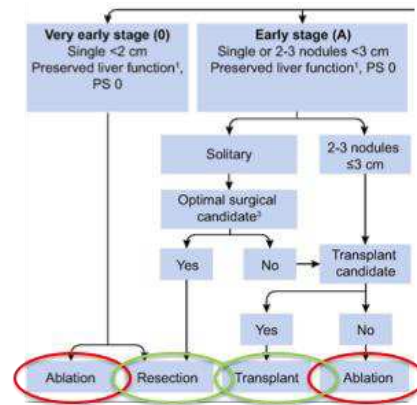 Very early stage (0)
Single <2 cm
Preserved liver function¹,
PS 0
Early stage (A)
Single or 2-3 nodules <3 cm
Preserved liver function¹, PS 0
Solitary
2-3 nodules
≤3 cm
Optimal surgical
candidate³
Yes
No
Transplant
candidate
Yes
No
Ablation
Resection
Transplant
Ablation